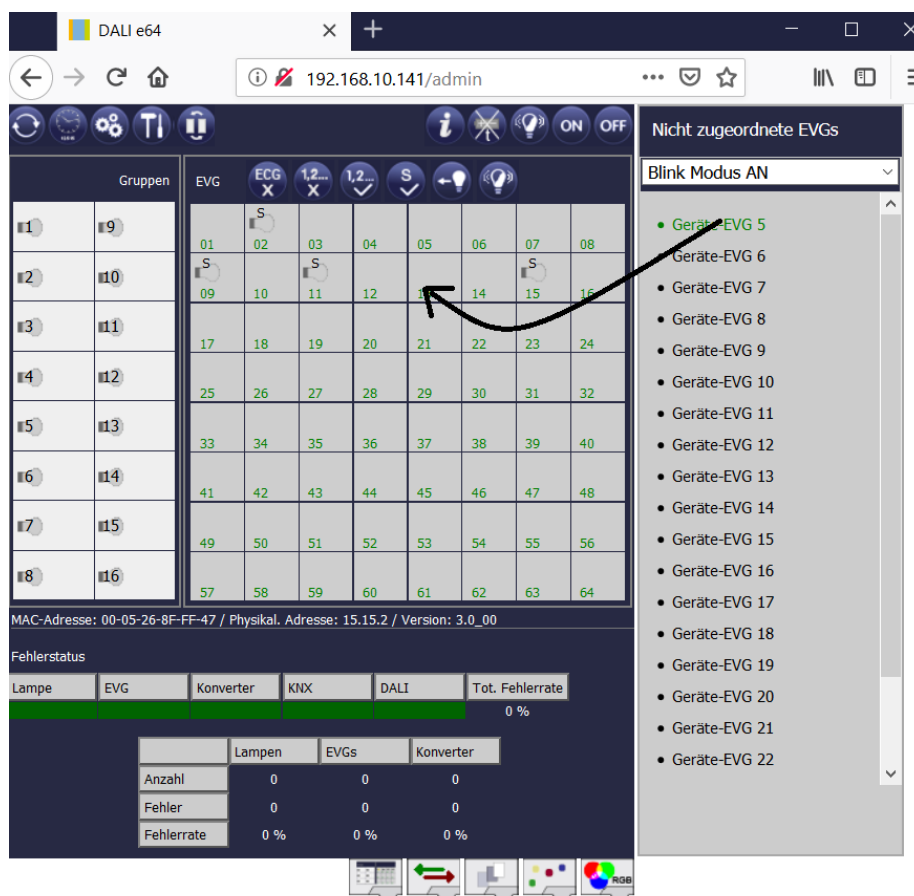 DALI e64
192.168.10.141/admin
ON OFF
Nicht zugeordnete EVGs
Gruppen
EVG ECG X 1,2... X 1,2... S
Blink Modus AN
1 9
2 10
3 11
4 12
5 13
6 14
7 15
8 16
S
01 02 03 04 05 06 07 08
S S S
09 10 11 12 14 15 16
17 18 19 20 21 22 23 24
25 26 27 28 29 30 31 32
33 34 35 36 37 38 39 40
41 42 43 44 45 46 47 48
49 50 51 52 53 54 55 56
57 58 59 60 61 62 63 64
Geräte-EVG 5
Geräte-EVG 6
Geräte-EVG 7
Geräte-EVG 8
Geräte-EVG 9
Geräte-EVG 10
Geräte-EVG 11
Geräte-EVG 12
Geräte-EVG 13
Geräte-EVG 14
Geräte-EVG 15
Geräte-EVG 16
Geräte-EVG 17
Geräte-EVG 18
Geräte-EVG 19
Geräte-EVG 20
Geräte-EVG 21
Geräte-EVG 22
MAC-Adresse: 00-05-26-8F-FF-47 / Physikal. Adresse: 15.15.2 / Version: 3.0_00
Fehlerstatus
Lampe EVG Konverter KNX DALI Tot. Fehlerrate
0 %
Lampen EVGs Konverter
Anzahl 0 0 0
Fehler 0 0 0
Fehlerrate 0 % 0 % 0 %
RGB